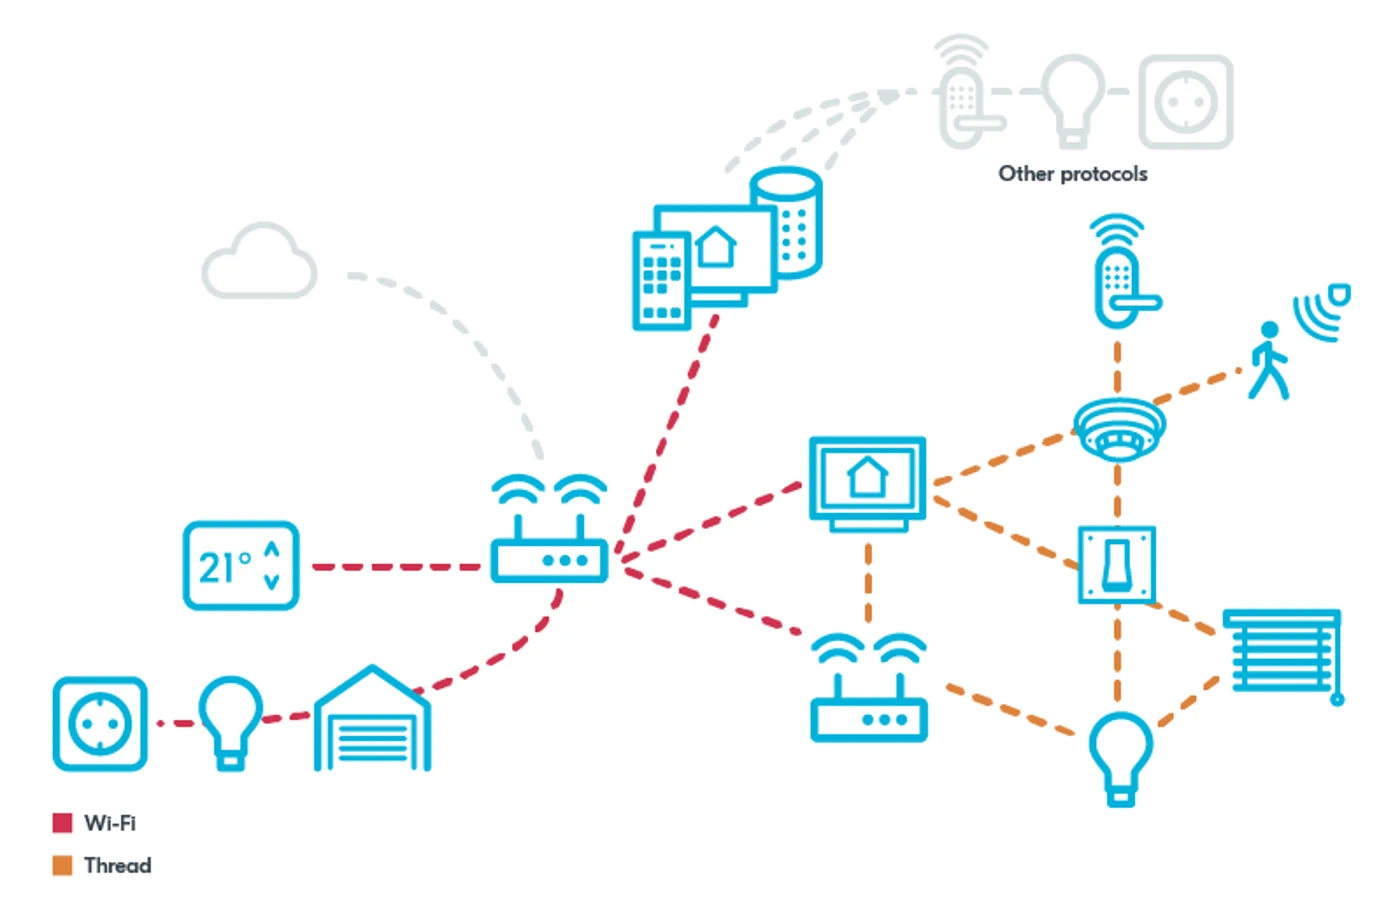 Other protocols
21°
Wi-Fi
Thread